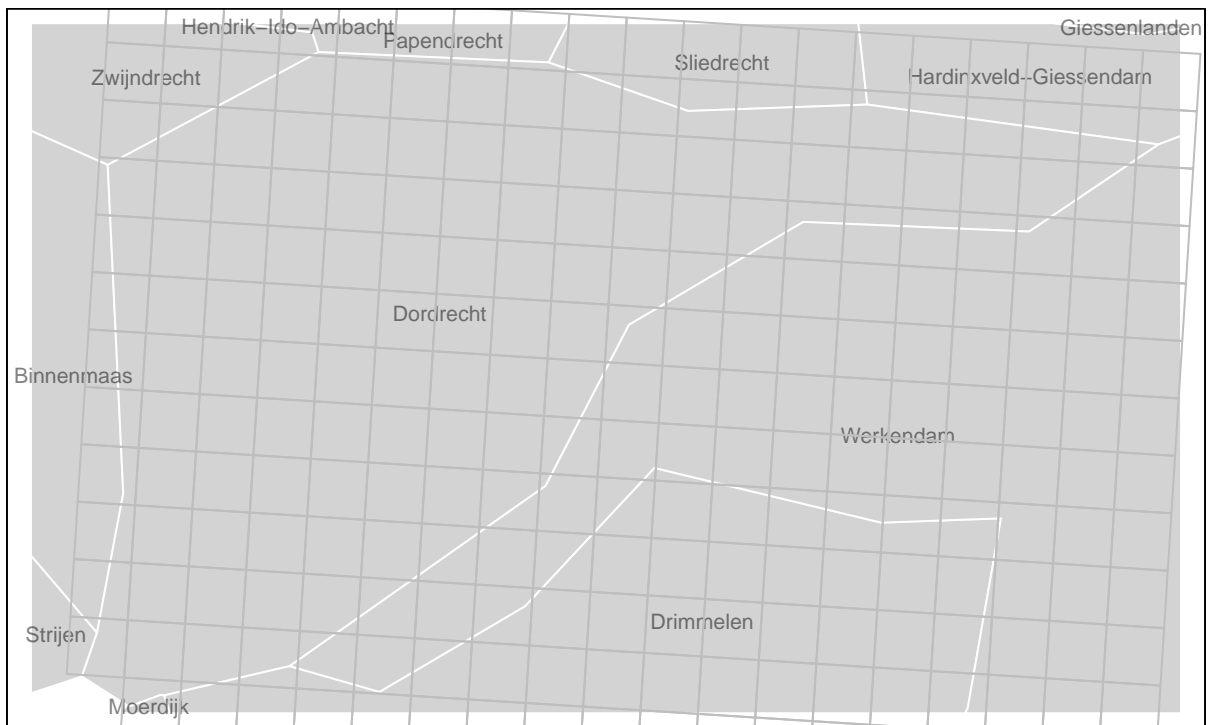 Hendrik–Ido–Ambacht
Giessenlanden
Papendrecht
Sliedrecht
Zwijndrecht
Hardinxveld–Giessendam
Dordrecht
Binnenmaas
Werkendam
Drimmelen
Strijen
Moerdijk